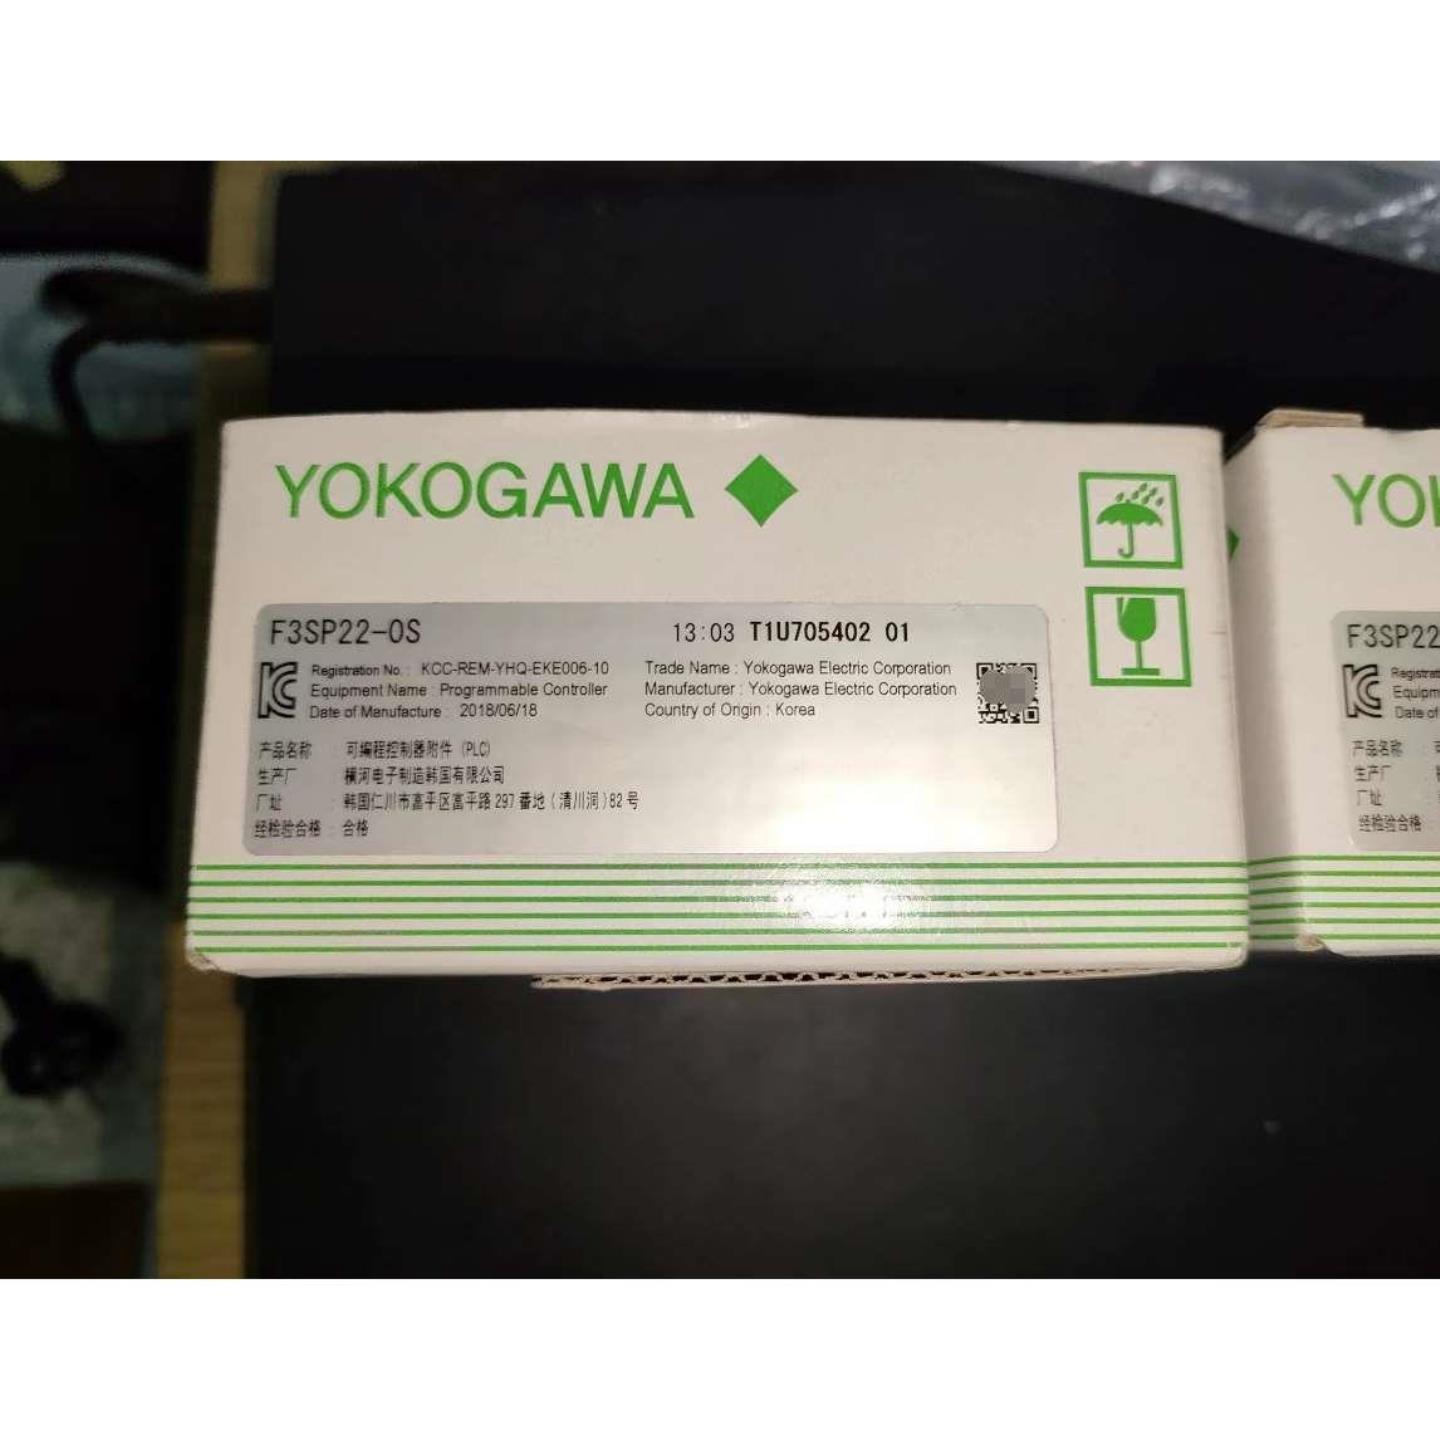 YOKOGAWA
F3SP22-0S 13:03 T1U705402 01
Registration No. : KCC-REM-YHQ-EKE006-10
Equipment Name : Programmable Controller
Date of Manufacture : 2018/06/18
Trade Name : Yokogawa Electric Corporation
Manufacturer : Yokogawa Electric Corporation
Country of Origin : Korea
产品名称 : 可编程控制器附件 (PLC)
生产厂 : 横河电子制造韩国有限公司
厂址 : 韩国仁川市富平区富平路 297 番地 ( 清川洞 ) 82 号
经检验合格 : 合格
YO
F3SP22
Equipm
Date of
产品名称
生产厂
厂址
经检验合格